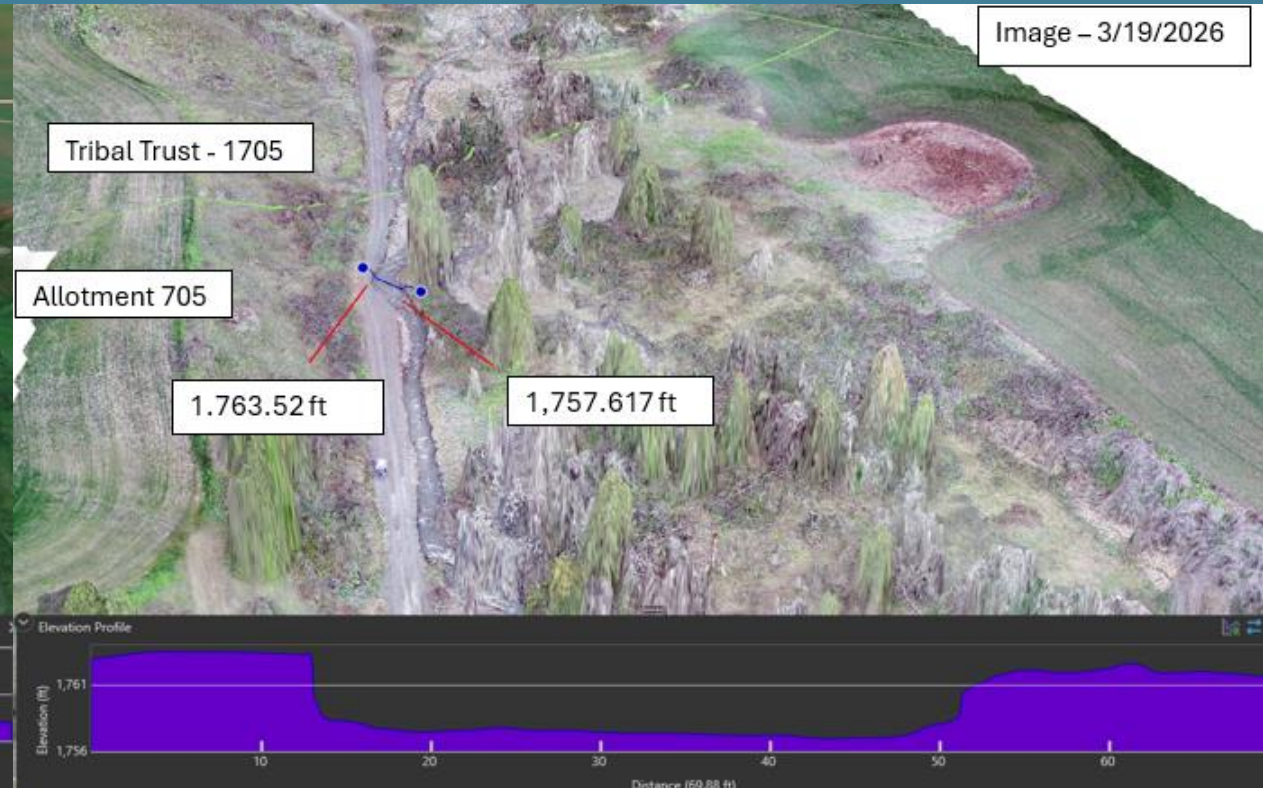 Image – 3/19/2026
Tribal Trust - 1705
Allotment 705
1.763.52 ft
1,757.617 ft
Elevation Profile
Elevation (ft)
1,761
1,756
10
20
30
40
50
60
Distance (69.88 ft)